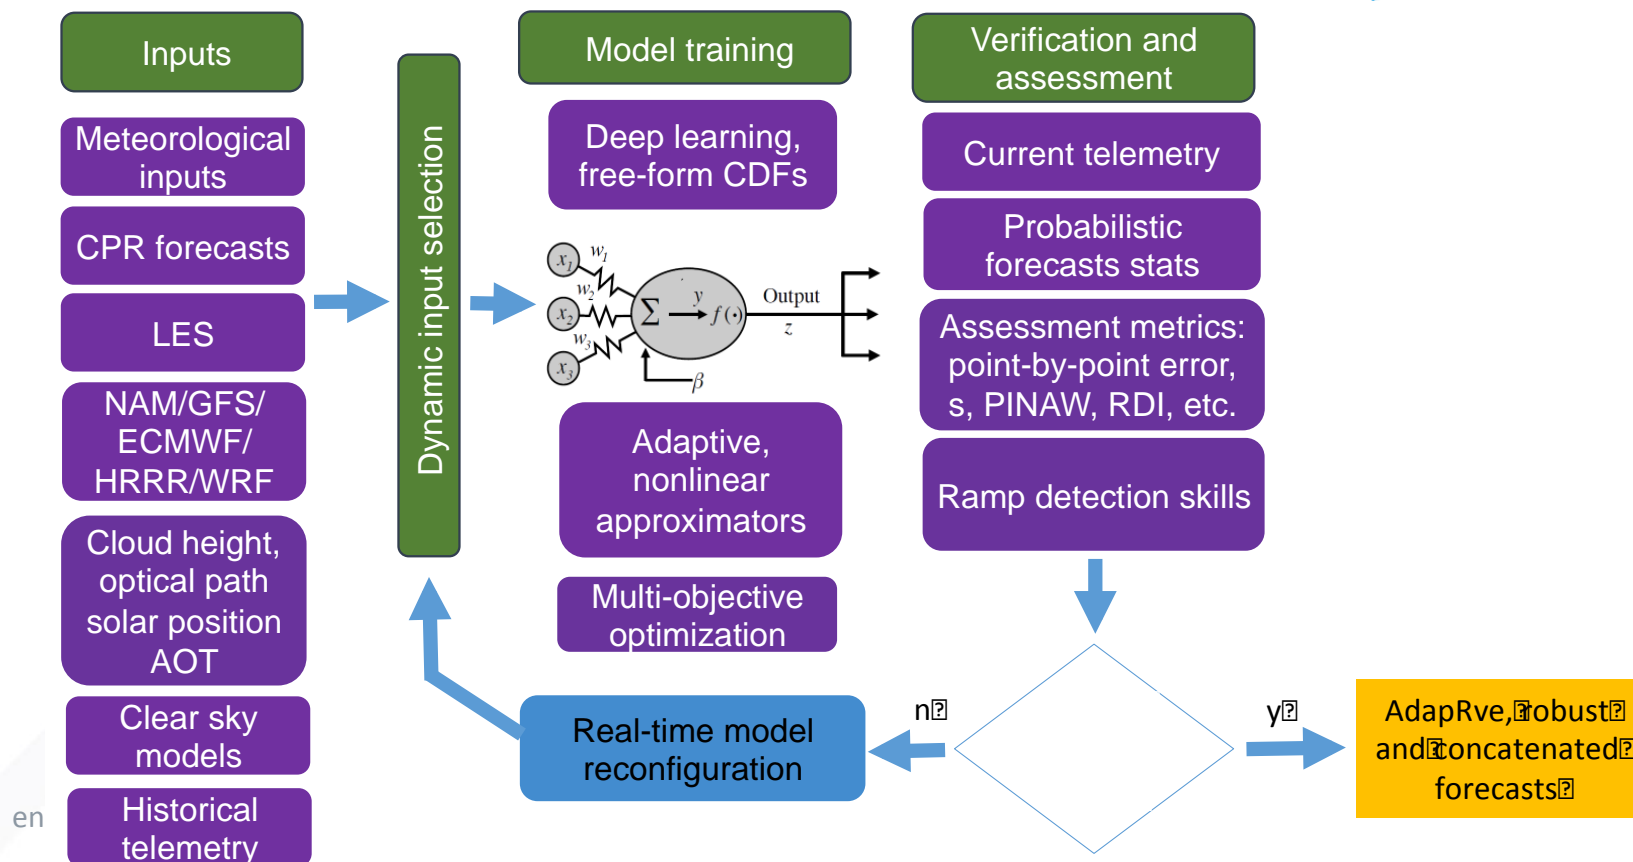 Inputs
Meteorological
inputs
CPR forecasts
LES
NAM/GFS/
ECMWF/
HRRR/WRF
Cloud height,
optical path
solar position
AOT
Clear sky
models
Historical
telemetry
en
Dynamic input selection
Model training
Deep learning,
free-form CDFs
x1
w1
x2
w2
x3
w3
Σ
y
f(·)
β
Output
z
Adaptive,
nonlinear
approximators
Multi-objective
optimization
Real-time model
reconfiguration
Verification and
assessment
Current telemetry
Probabilistic
forecasts stats
Assessment metrics:
point-by-point error,
s, PINAW, RDI, etc.
Ramp detection skills
n
y
AdapRve, robust
and concatenated
forecasts